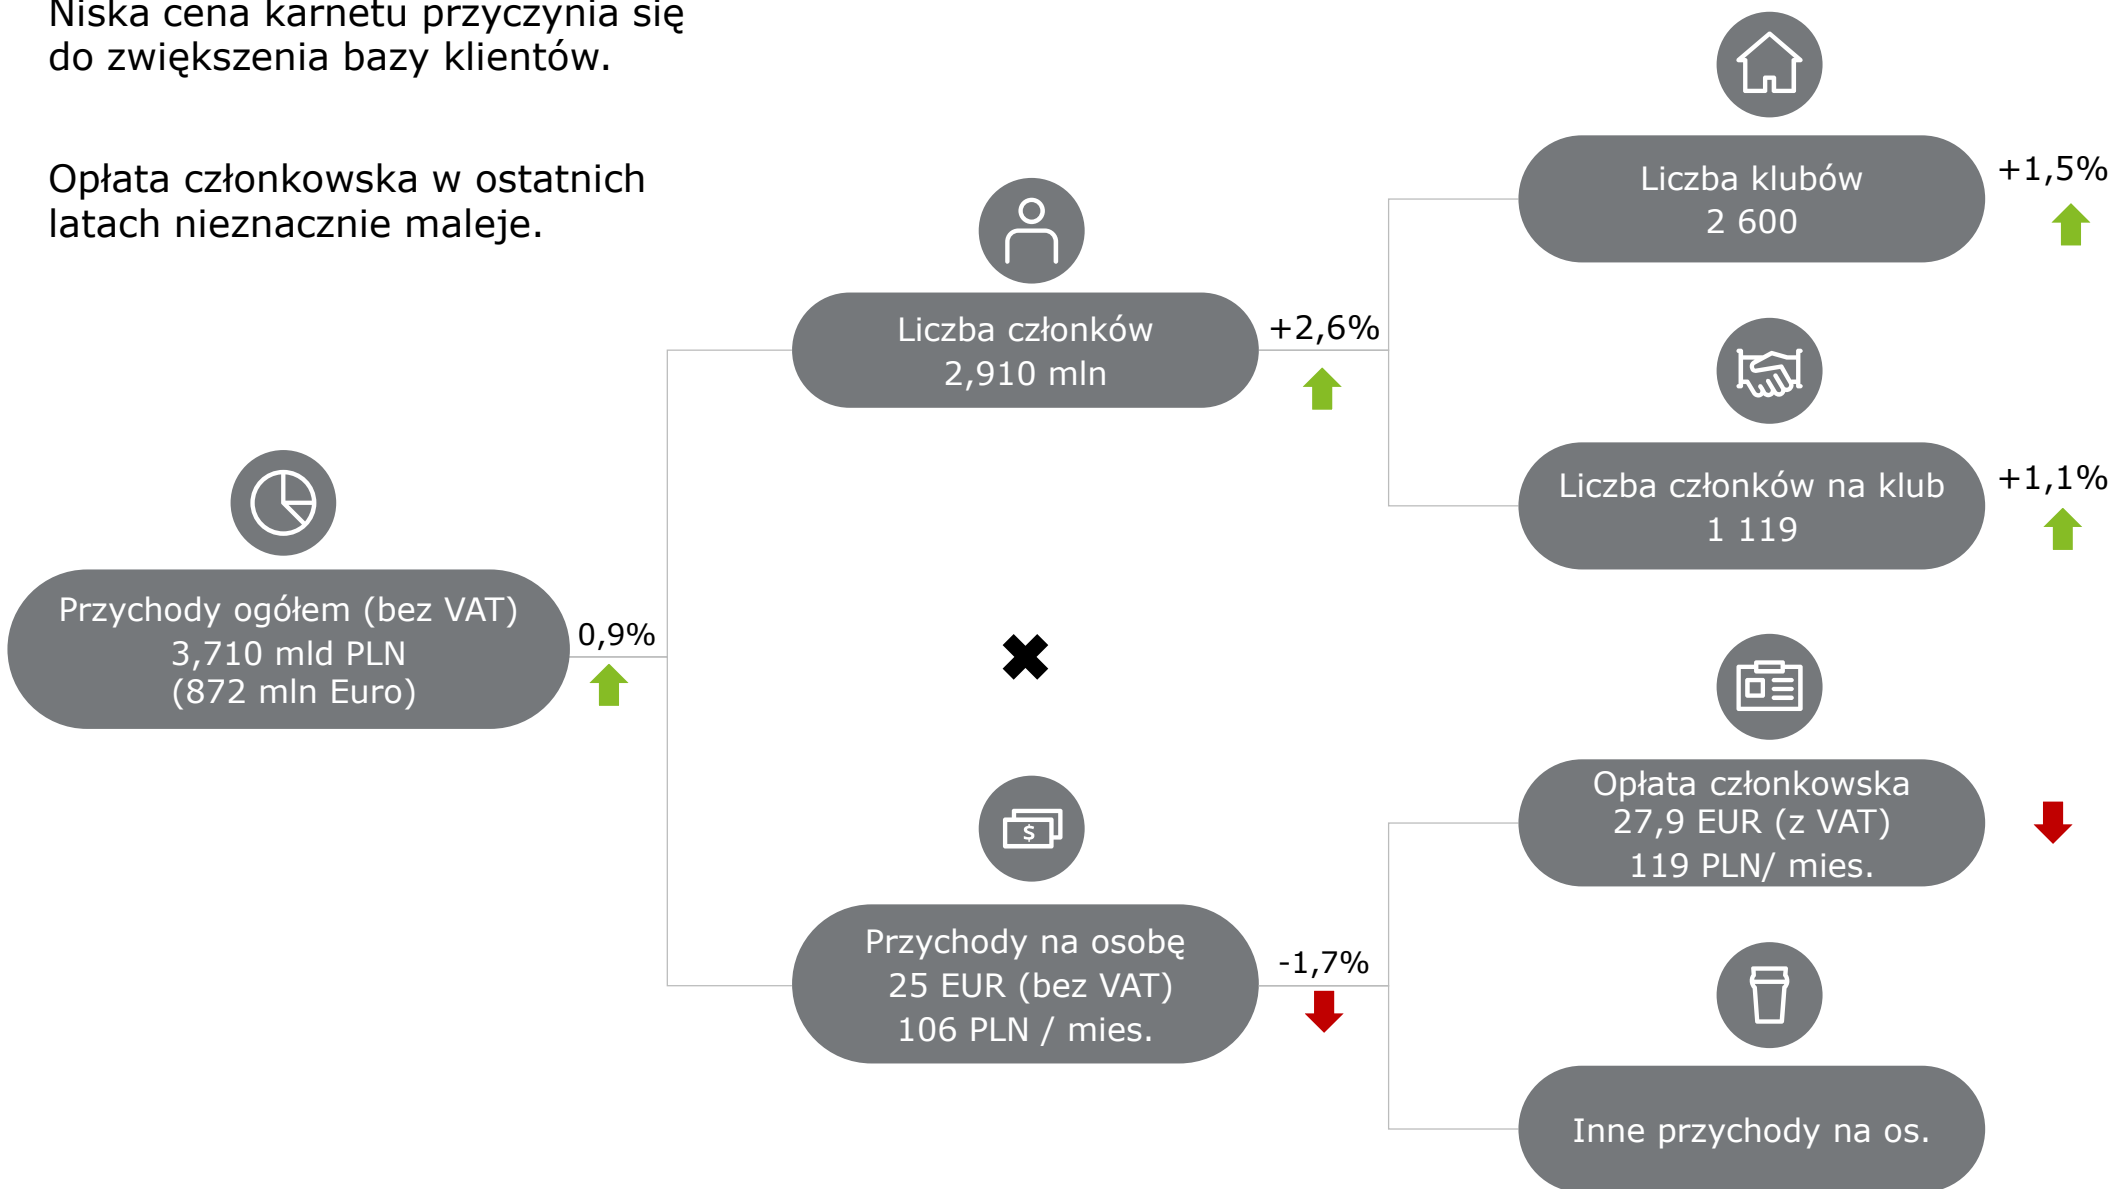 Niska cena karnetu przyczynia się
do zwiększenia bazy klientów.
Opłata członkowska w ostatnich
latach nieznacznie maleje.
Przychody ogółem (bez VAT)
3,710 mld PLN
(872 mln Euro)
0,9%
Liczba członków
2,910 mln
+2,6%
Liczba klubów
2 600
+1,5%
Liczba członków na klub
1 119
+1,1%
$
Przychody na osobę
25 EUR (bez VAT)
106 PLN / mies.
-1,7%
Opłata członkowska
27,9 EUR (z VAT)
119 PLN/ mies.
Inne przychody na os.